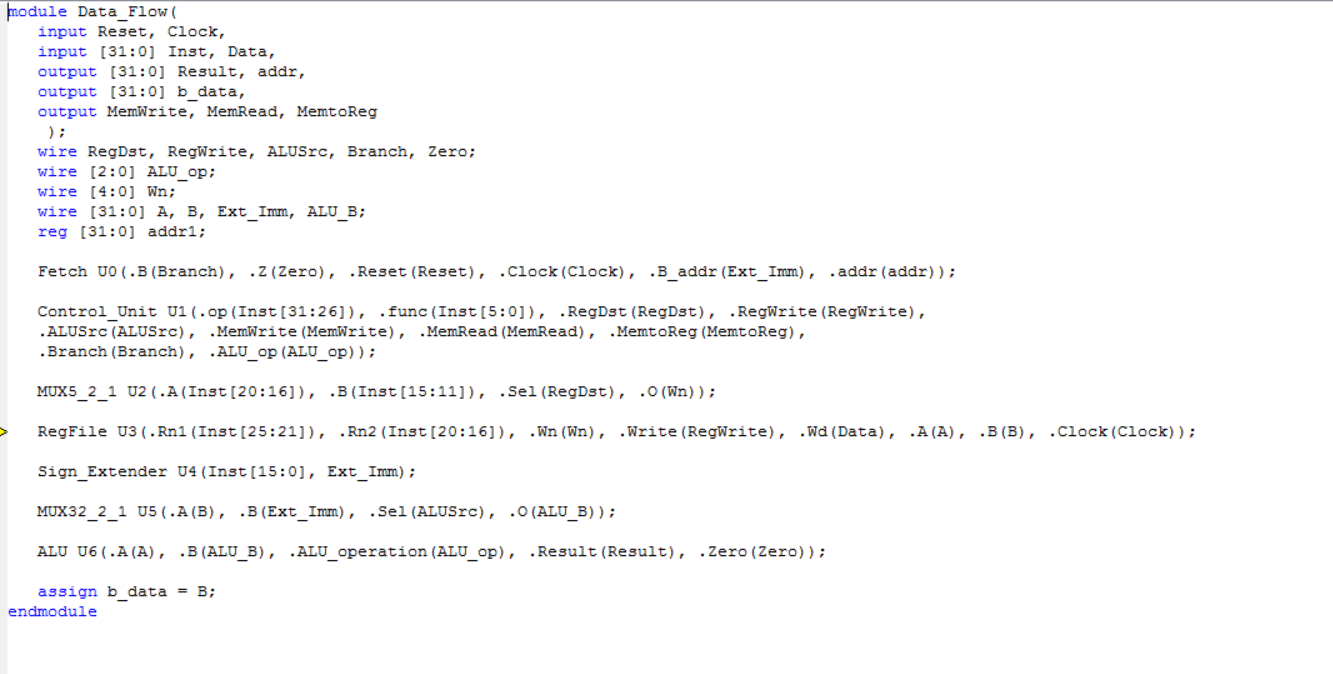 module Data_Flow(
input Reset, Clock,
input [31:0] Inst, Data,
output [31:0] Result, addr,
output [31:0] b_data,
output MemWrite, MemRead, MemtoReg
);
wire RegDst, RegWrite, ALUSrc, Branch, Zero;
wire [2:0] ALU_op;
wire [4:0] Wn;
wire [31:0] A, B, Ext_Imm, ALU_B;
reg [31:0] addr1;
Fetch U0(.B(Branch), .Z(Zero), .Reset(Reset), .Clock(Clock), .B_addr(Ext_Imm), .addr(addr));
Control_Unit U1(.op(Inst[31:26]), .func(Inst[5:0]), .RegDst(RegDst), .RegWrite(RegWrite),
.ALUSrc(ALUSrc), .MemWrite(MemWrite), .MemRead(MemRead), .MemtoReg(MemtoReg),
.Branch(Branch), .ALU_op(ALU_op));
MUX5_2_1 U2(.A(Inst[20:16]), .B(Inst[15:11]), .Sel(RegDst), .O(Wn));
RegFile U3(.Rn1(Inst[25:21]), .Rn2(Inst[20:16]), .Wn(Wn), .Write(RegWrite), .Wd(Data), .A(A), .B(B), .Clock(Clock));
Sign_Extender U4(Inst[15:0], Ext_Imm);
MUX32_2_1 U5(.A(B), .B(Ext_Imm), .Sel(ALUSrc), .O(ALU_B));
ALU U6(.A(A), .B(ALU_B), .ALU_operation(ALU_op), .Result(Result), .Zero(Zero));
assign b_data = B;
endmodule